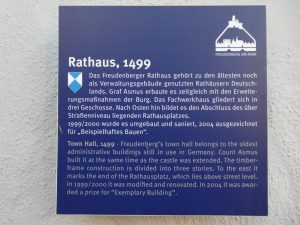 FREUDENBERG AM MAIN
Rathaus, 1499
Das Freudenberger Rathaus gehört zu den ältesten noch
als Verwaltungsgebäude genutzten Rathäusern Deutsch-
lands. Graf Asmus erbaute es zeitgleich mit den Erweite-
rungsmaßnahmen der Burg. Das Fachwerkhaus gliedert sich in
drei Geschosse. Nach Osten hin bildet es den Abschluss des über
Straßenniveau liegenden Rathausplatzes.
1999/2000 wurde es umgebaut und saniert, 2004 ausgezeichnet
für „Beispielhaftes Bauen“.
Town Hall, 1499 - Freudenberg's town hall belongs to the oldest
administrative buildings still in use in Germany. Count Asmus
built it at the same time as the castle was extended. The timber-
frame construction is divided into three stories. To the east it
marks the end of the Rathausplatz, which lies above street level.
In 1999/2000 it was modified and renovated. In 2004 it was awar-
ded a prize for "Exemplary Building".